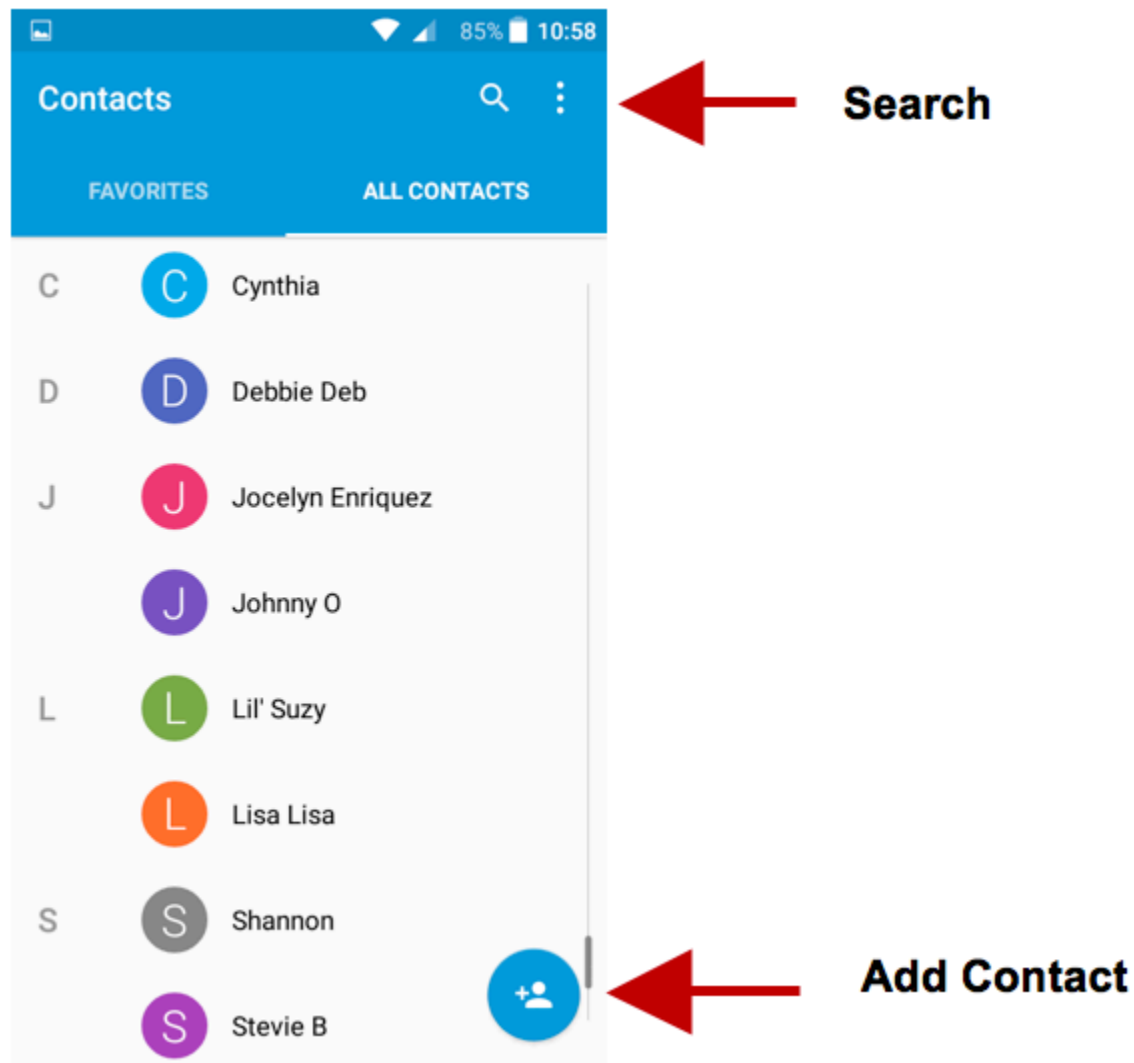 85% 10:58
Contacts
Search
FAVORITES ALL CONTACTS
C C Cynthia
D D Debbie Deb
J J Jocelyn Enriquez
J Johnny O
L L Lil' Suzy
L Lisa Lisa
S S Shannon
Add Contact
S Stevie B